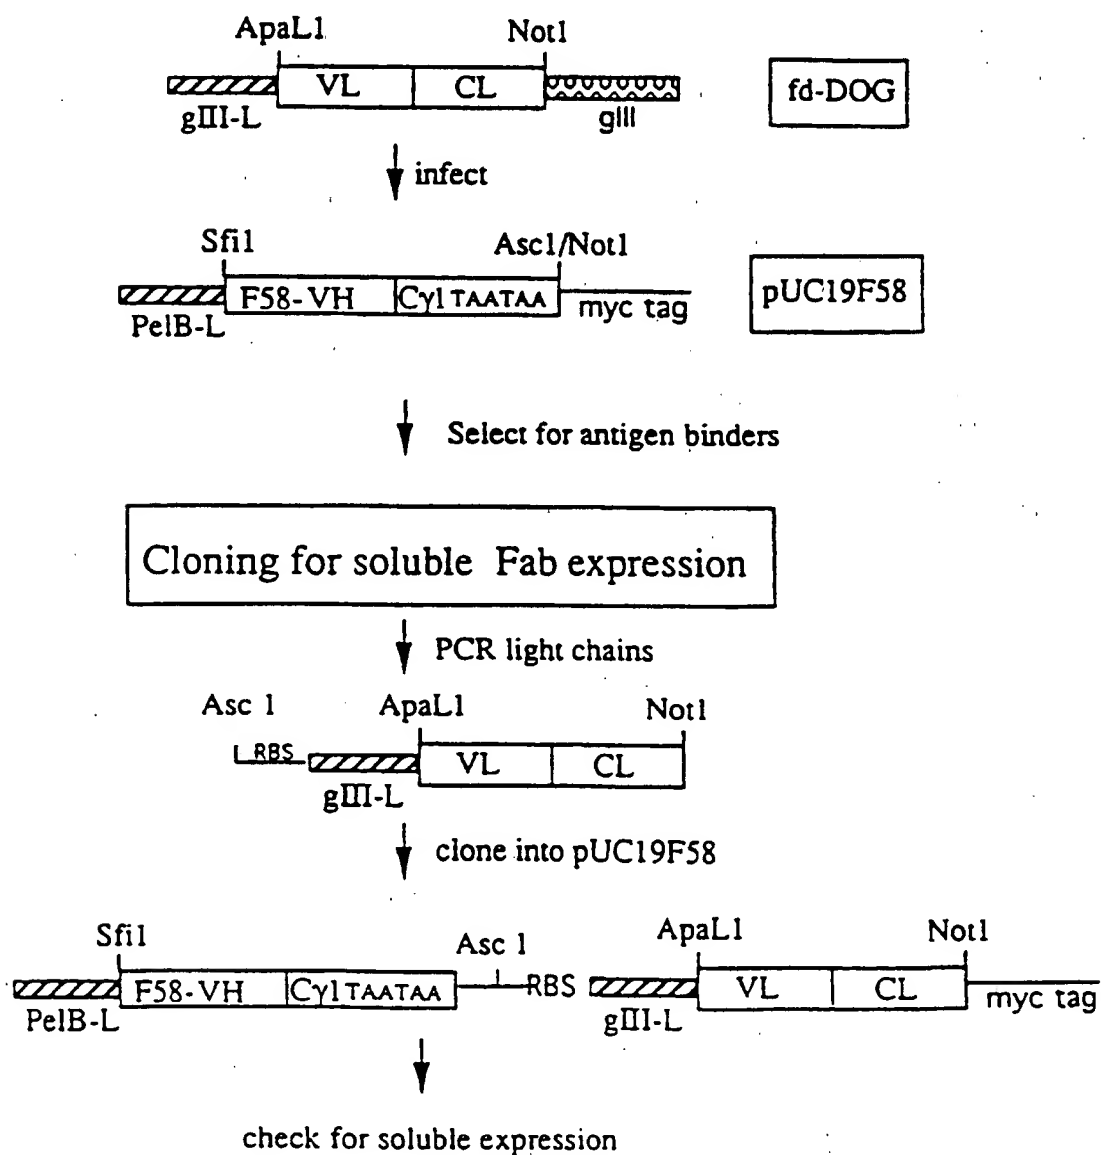 ApaL1 Not1
VL CL
gIII-L gIII
fd-DOG
infect
Sfi1 Asc1/Not1
F58-VH Cγ1 TAATAA
PelB-L myc tag
pUC19F58
Select for antigen binders
Cloning for soluble Fab expression
PCR light chains
Asc 1 ApaL1 Not1
RBS VL CL
gIII-L
clone into pUC19F58
Sfi1 Asc 1 ApaL1 Not1
F58-VH Cγ1 TAATAA RBS VL CL
PelB-L gIII-L myc tag
check for soluble expression